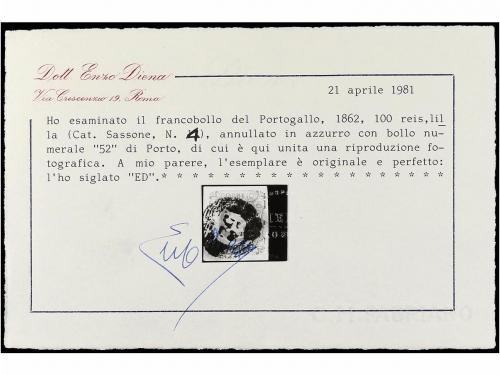 Dott Enzo Diena
Via Crescenzio 19. Roma
21 aprile 1981
Ho esaminato il francobollo del Portogallo, 1862, 100 reis,lil
la (Cat. Sassone, N. 4), annullato in azzurro con bollo nu-
merale "52" di Porto, di cui è qui unita una riproduzione fo-
tografica. A mio parere, l'esemplare è originale e perfetto:
l'ho siglato "ED". * * * * * * * * * * * * * * * * * *